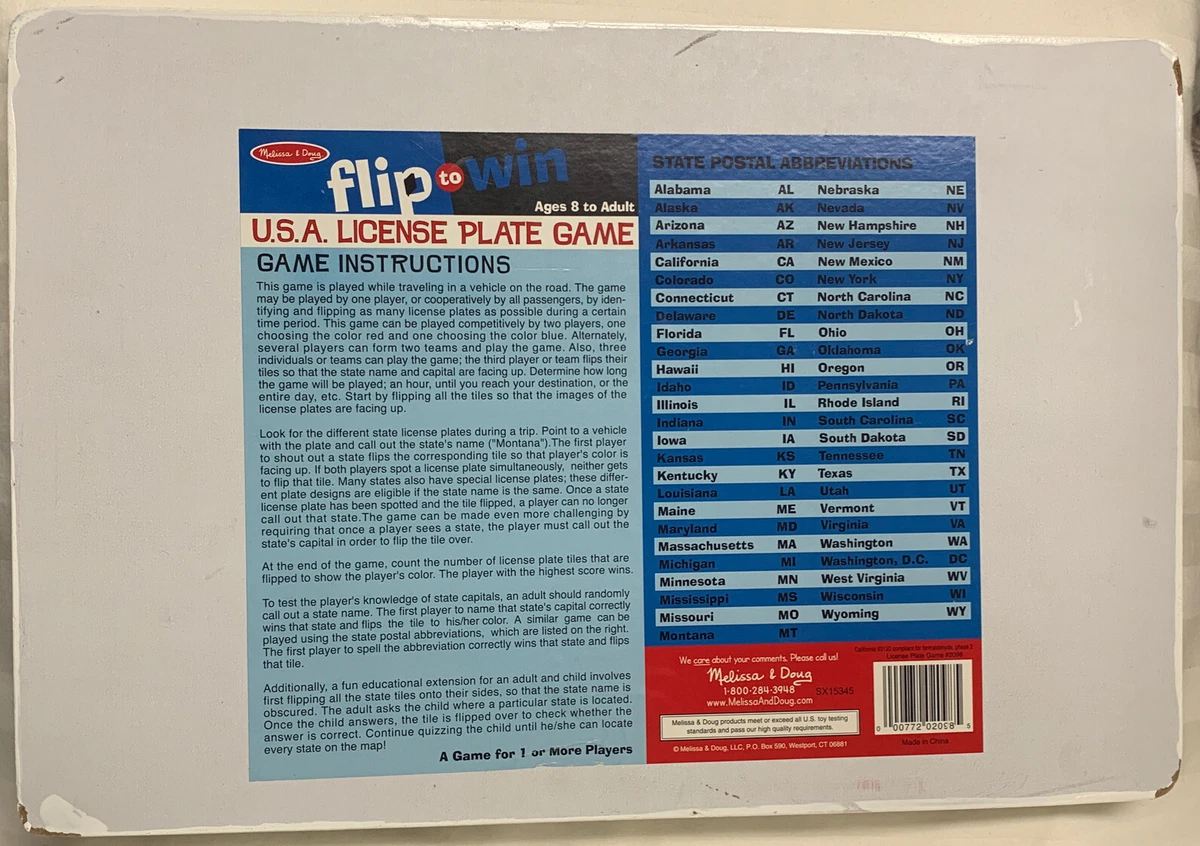 Melissa & Doug
flip to win
Ages 8 to Adult
U.S.A. LICENSE PLATE GAME
GAME INSTRUCTIONS
This game is played while traveling in a vehicle on the road. The game
may be played by one player, or cooperatively by all passengers, by iden-
tifying and flipping as many license plates as possible during a certain
time period. This game can be played competitively by two players, one
choosing the color red and one choosing the color blue. Alternately,
several players can form two teams and play the game. Also, three
individuals or teams can play the game; the third player or team flips their
tiles so that the state name and capital are facing up. Determine how long
the game will be played; an hour, until you reach your destination, or the
entire day, etc. Start by flipping all the tiles so that the images of the
license plates are facing up.
Look for the different state license plates during a trip. Point to a vehicle
with the plate and call out the state's name ("Montana").The first player
to shout out a state flips the corresponding tile so that player's color is
facing up. If both players spot a license plate simultaneously, neither gets
to flip that tile. Many states also have special license plates; these differ-
ent plate designs are eligible if the state name is the same. Once a state
license plate has been spotted and the tile flipped, a player can no longer
call out that state.The game can be made even more challenging by
requiring that once a player sees a state, the player must call out the
state's capital in order to flip the tile over.
At the end of the game, count the number of license plate tiles that are
flipped to show the player's color. The player with the highest score wins.
To test the player's knowledge of state capitals, an adult should randomly
call out a state name. The first player to name that state's capital correctly
wins that state and flips the tile to his/her color. A similar game can be
played using the state postal abbreviations, which are listed on the right.
The first player to spell the abbreviation correctly wins that state and flips
that tile.
Additionally, a fun educational extension for an adult and child involves
first flipping all the state tiles onto their sides, so that the state name is
obscured. The adult asks the child where a particular state is located.
Once the child answers, the tile is flipped over to check whether the
answer is correct. Continue quizzing the child until he/she can locate
every state on the map!
A Game for 1 or More Players
STATE POSTAL ABBREVIATIONS
Alabama AL Nebraska NE
Alaska AK Nevada NV
Arizona AZ New Hampshire NH
Arkansas AR New Jersey NJ
California CA New Mexico NM
Colorado CO New York NY
Connecticut CT North Carolina NC
Delaware DE North Dakota ND
Florida FL Ohio OH
Georgia GA Oklahoma OK
Hawaii HI Oregon OR
Idaho ID Pennsylvania PA
Illinois IL Rhode Island RI
Indiana IN South Carolina SC
Iowa IA South Dakota SD
Kansas KS Tennessee TN
Kentucky KY Texas TX
Louisiana LA Utah UT
Maine ME Vermont VT
Maryland MD Virginia VA
Massachusetts MA Washington WA
Michigan MI Washington, D.C. DC
Minnesota MN West Virginia WV
Mississippi MS Wisconsin WI
Missouri MO Wyoming WY
Montana MT
California 93120 compliant for formaldehyde, phase 2
License Plate Game #2098
We care about your comments. Please call us!
Melissa & Doug
1-800-284-3948 SX15345
www.MelissaAndDoug.com
Melissa & Doug products meet or exceed all U.S. toy testing
standards and pass our high quality requirements.
© Melissa & Doug, LLC, P.O. Box 590, Westport, CT 06881
0 00772 02098 5
Made in China